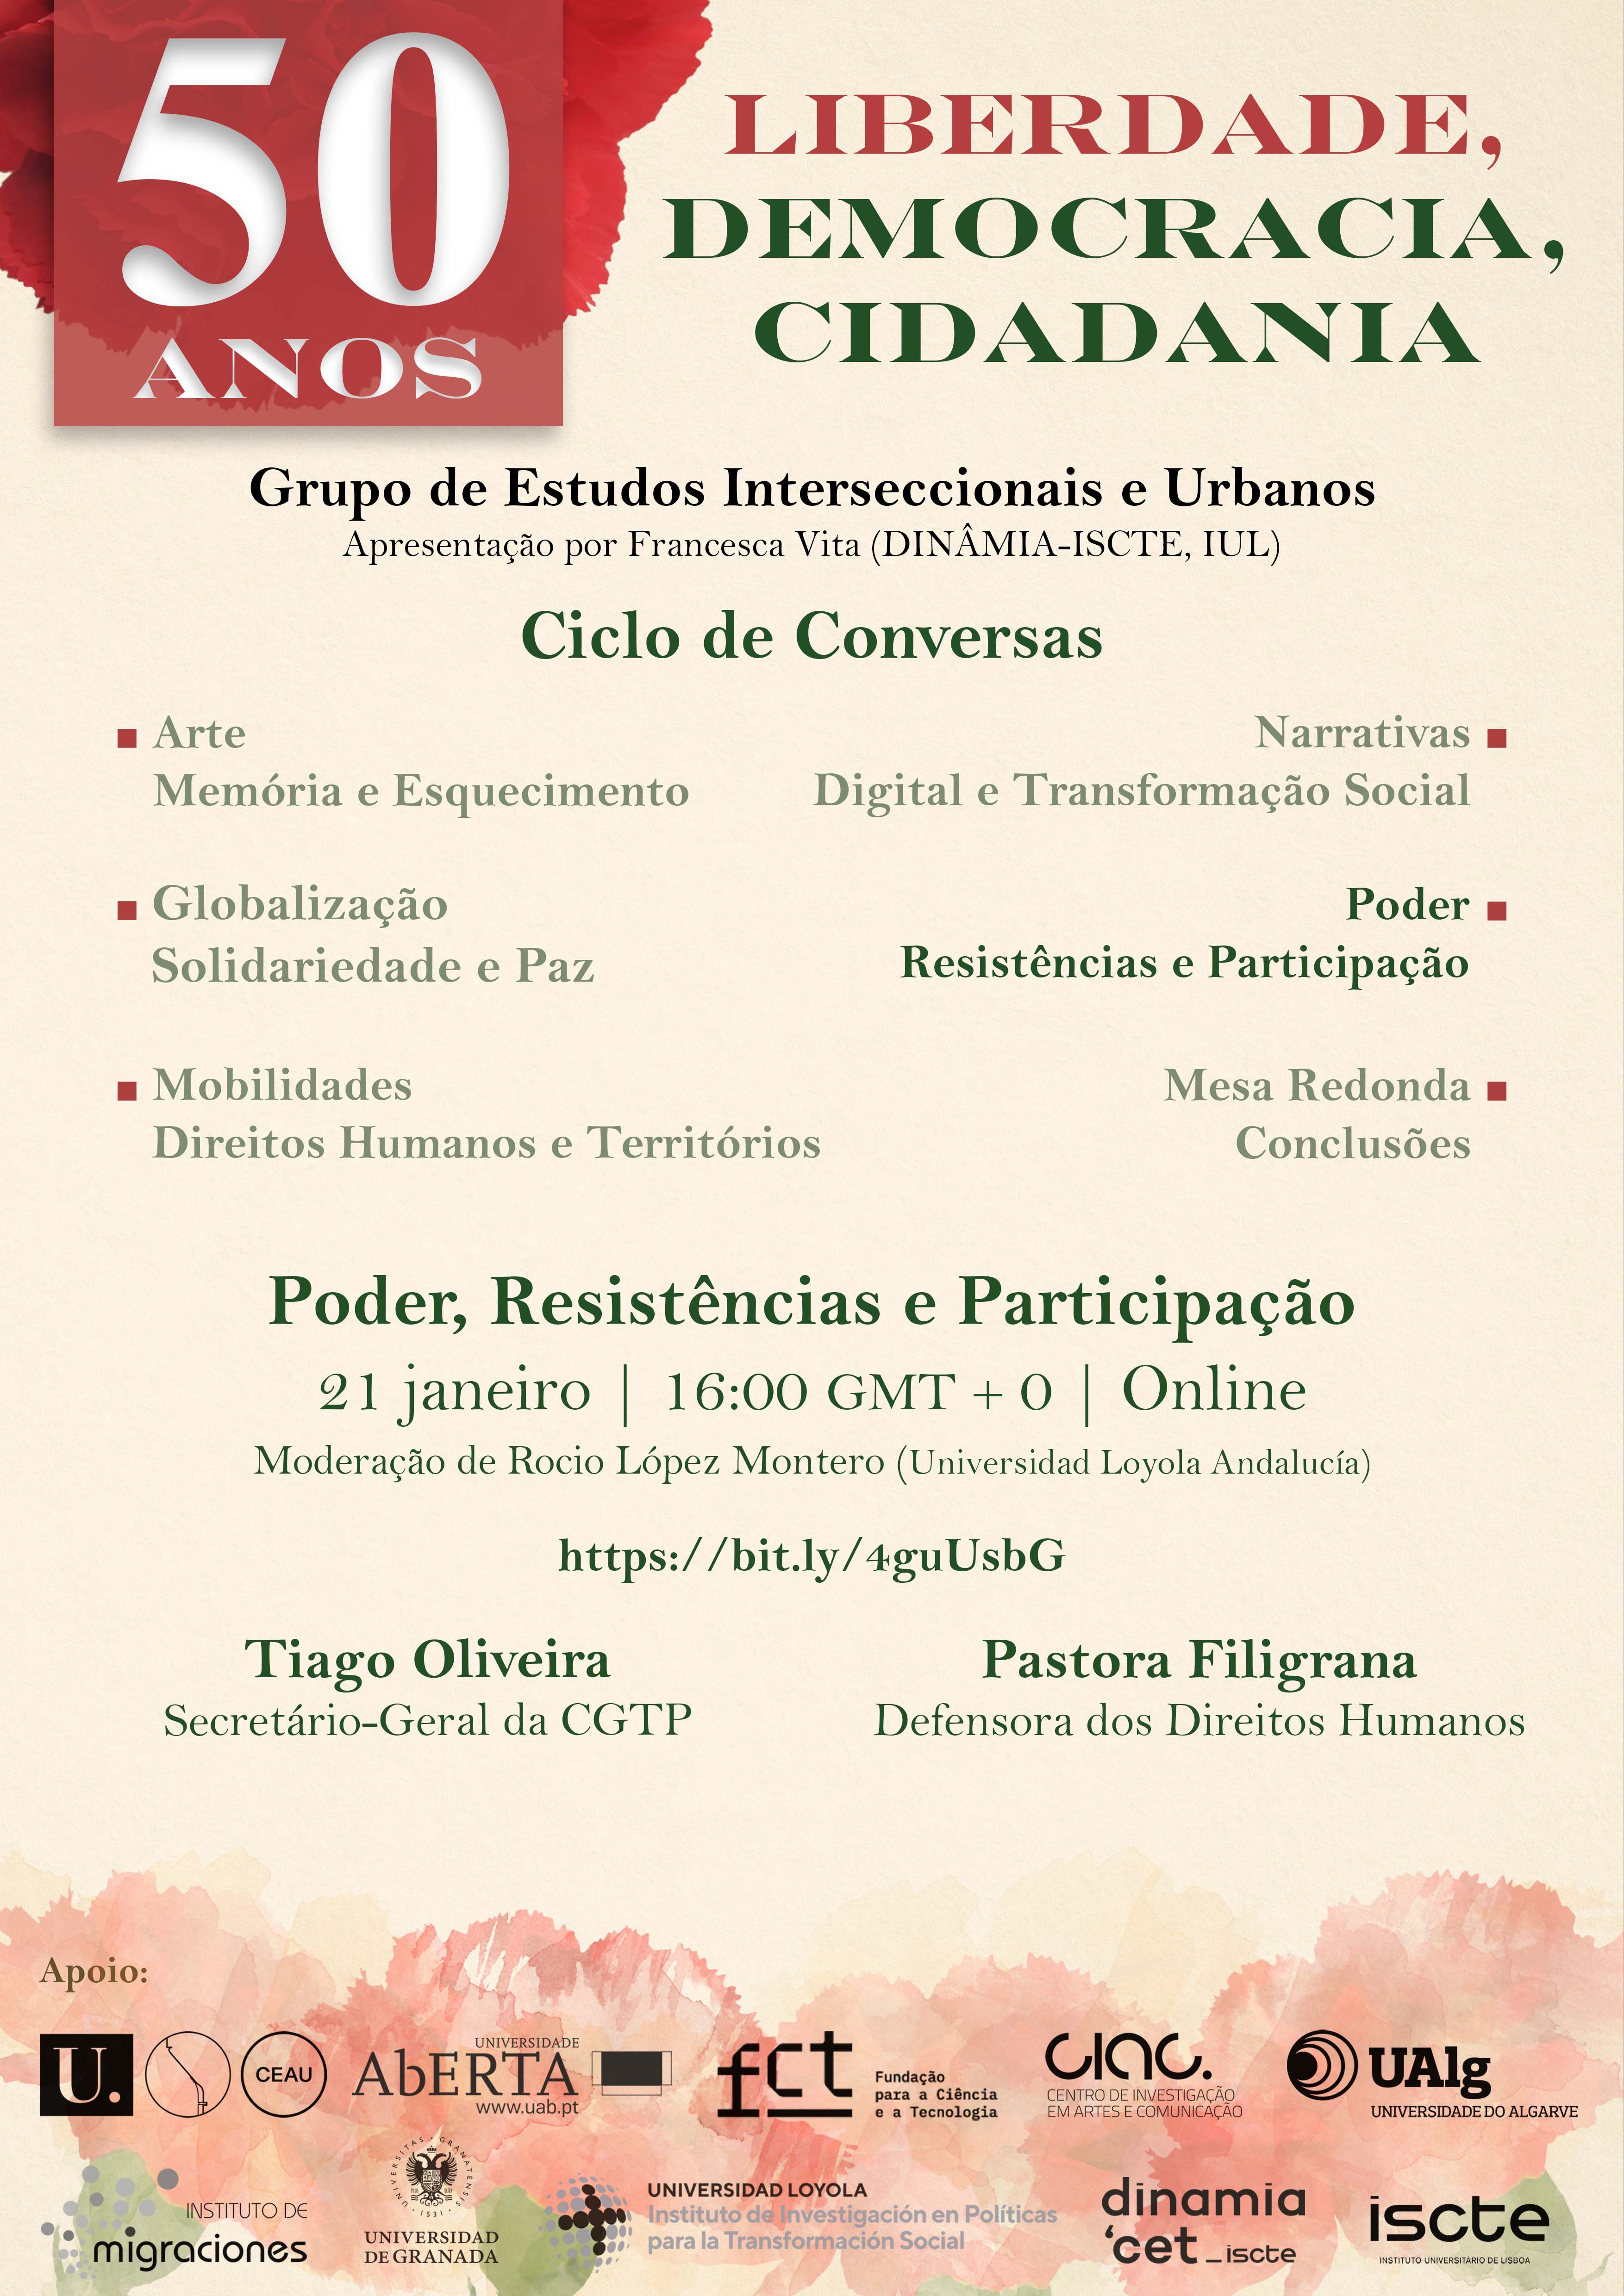 50
ANOS
LIBERDADE,
DEMOCRACIA,
CIDADANIA
Grupo de Estudos Interseccionais e Urbanos
Apresentação por Francesca Vita (DINÂMIA-ISCTE, IUL)
Ciclo de Conversas
Arte
Memória e Esquecimento
Narrativas
Digital e Transformação Social
Globalização
Solidariedade e Paz
Poder
Resistências e Participação
Mobilidades
Direitos Humanos e Territórios
Mesa Redonda
Conclusões
Poder, Resistências e Participação
21 janeiro | 16:00 GMT + 0 | Online
Moderação de Rocio López Montero (Universidad Loyola Andalucía)
https://bit.ly/4guUsbG
Tiago Oliveira
Secretário-Geral da CGTP
Pastora Filigrana
Defensora dos Direitos Humanos
Apoio:
U.
CEAU
UNIVERSIDADE
AbERTA
www.uab.pt
fct
Fundação
para a Ciência
e a Tecnologia
CIAC.
CENTRO DE INVESTIGAÇÃO
EM ARTES E COMUNICAÇÃO
UAlg
UNIVERSIDADE DO ALGARVE
INSTITUTO DE
migraciones
UNIVERSITAS GRANATENSIS
1531
UNIVERSIDAD
DE GRANADA
UNIVERSIDAD LOYOLA
Instituto de Investigación en Políticas
para la Transformación Social
dinamia
'cet_iscte
iscte
INSTITUTO UNIVERSITÁRIO DE LISBOA